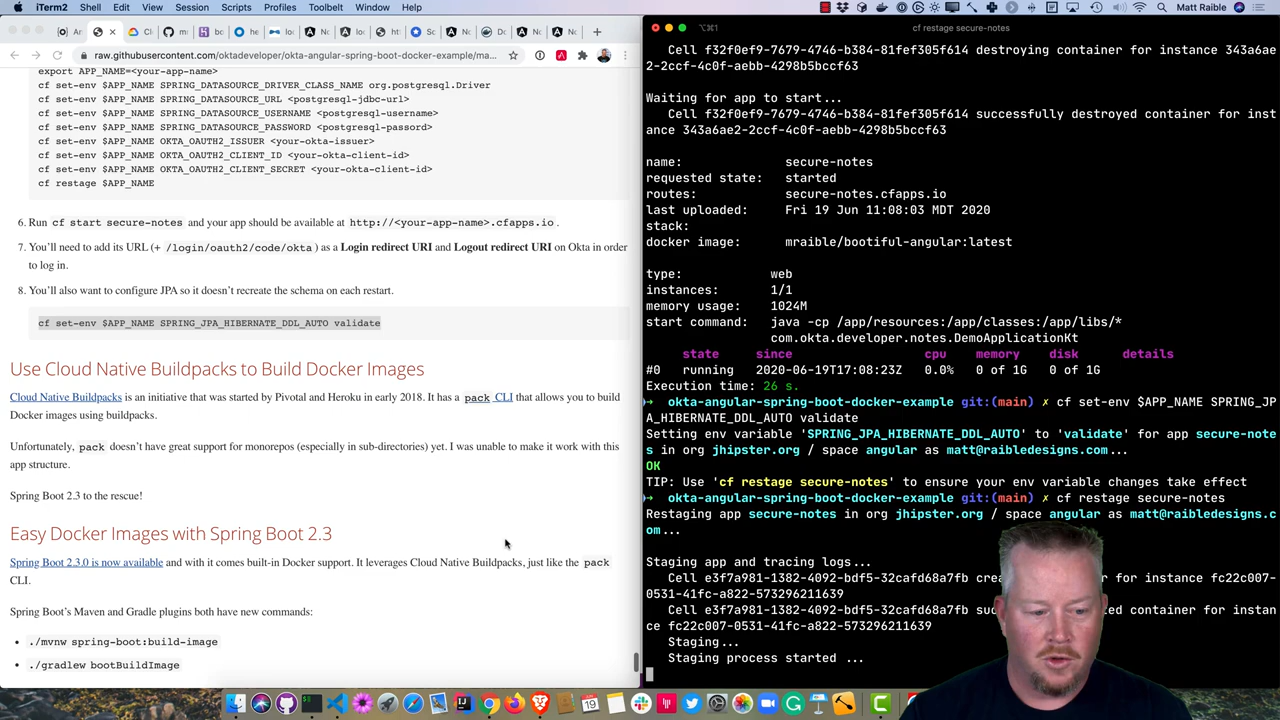 iTerm2 Shell Edit View Session Scripts Profiles Toolbelt Window Help
Matt Raible
raw.githubusercontent.com/oktadeveloper/okta-angular-spring-boot-docker-example/ma...
export APP_NAME=<your-app-name>
cf set-env $APP_NAME SPRING_DATASOURCE_DRIVER_CLASS_NAME org.postgresql.Driver
cf set-env $APP_NAME SPRING_DATASOURCE_URL <postgresql-jdbc-url>
cf set-env $APP_NAME SPRING_DATASOURCE_USERNAME <postgresql-username>
cf set-env $APP_NAME SPRING_DATASOURCE_PASSWORD <postgresql-passord>
cf set-env $APP_NAME OKTA_OAUTH2_ISSUER <your-okta-issuer>
cf set-env $APP_NAME OKTA_OAUTH2_CLIENT_ID <your-okta-client-id>
cf set-env $APP_NAME OKTA_OAUTH2_CLIENT_SECRET <your-okta-client-id>
cf restage $APP_NAME
6. Run cf start secure-notes and your app should be available at http://<your-app-name>.cfapps.io .
7. You'll need to add its URL (+ /login/oauth2/code/okta ) as a Login redirect URI and Logout redirect URI on Okta in order
to log in.
8. You'll also want to configure JPA so it doesn't recreate the schema on each restart.
cf set-env $APP_NAME SPRING_JPA_HIBERNATE_DDL_AUTO validate
Use Cloud Native Buildpacks to Build Docker Images
Cloud Native Buildpacks is an initiative that was started by Pivotal and Heroku in early 2018. It has a pack CLI that allows you to build
Docker images using buildpacks.
Unfortunately, pack doesn't have great support for monorepos (especially in sub-directories) yet. I was unable to make it work with this
app structure.
Spring Boot 2.3 to the rescue!
Easy Docker Images with Spring Boot 2.3
Spring Boot 2.3.0 is now available and with it comes built-in Docker support. It leverages Cloud Native Buildpacks, just like the pack
CLI.
Spring Boot's Maven and Gradle plugins both have new commands:
./mvnw spring-boot:build-image
./gradlew bootBuildImage
⌥⌘1 cf restage secure-notes
Cell f32f0ef9-7679-4746-b384-81fef305f614 destroying container for instance 343a6ae
2-2ccf-4c0f-aebb-4298b5bccf63
Waiting for app to start...
Cell f32f0ef9-7679-4746-b384-81fef305f614 successfully destroyed container for inst
ance 343a6ae2-2ccf-4c0f-aebb-4298b5bccf63
name: secure-notes
requested state: started
routes: secure-notes.cfapps.io
last uploaded: Fri 19 Jun 11:08:03 MDT 2020
stack:
docker image: mraible/bootiful-angular:latest
type: web
instances: 1/1
memory usage: 1024M
start command: java -cp /app/resources:/app/classes:/app/libs/*
com.okta.developer.notes.DemoApplicationKt
state since cpu memory disk details
#0 running 2020-06-19T17:08:23Z 0.0% 0 of 1G 0 of 1G
Execution time: 26 s.
➜ okta-angular-spring-boot-docker-example git:(main) ✗ cf set-env $APP_NAME SPRING_JP
A_HIBERNATE_DDL_AUTO validate
Setting env variable 'SPRING_JPA_HIBERNATE_DDL_AUTO' to 'validate' for app secure-note
s in org jhipster.org / space angular as matt@raibledesigns.com...
OK
TIP: Use 'cf restage secure-notes' to ensure your env variable changes take effect
➜ okta-angular-spring-boot-docker-example git:(main) ✗ cf restage secure-notes
Restaging app secure-notes in org jhipster.org / space angular as matt@raibledesigns.c
om...
Staging app and tracing logs...
Cell e3f7a981-1382-4092-bdf5-32cafd68a7fb crea er for instance fc22c007-
0531-41fc-a822-573296211639
Cell e3f7a981-1382-4092-bdf5-32cafd68a7fb suc ted container for instan
ce fc22c007-0531-41fc-a822-573296211639
Staging...
Staging process started ...